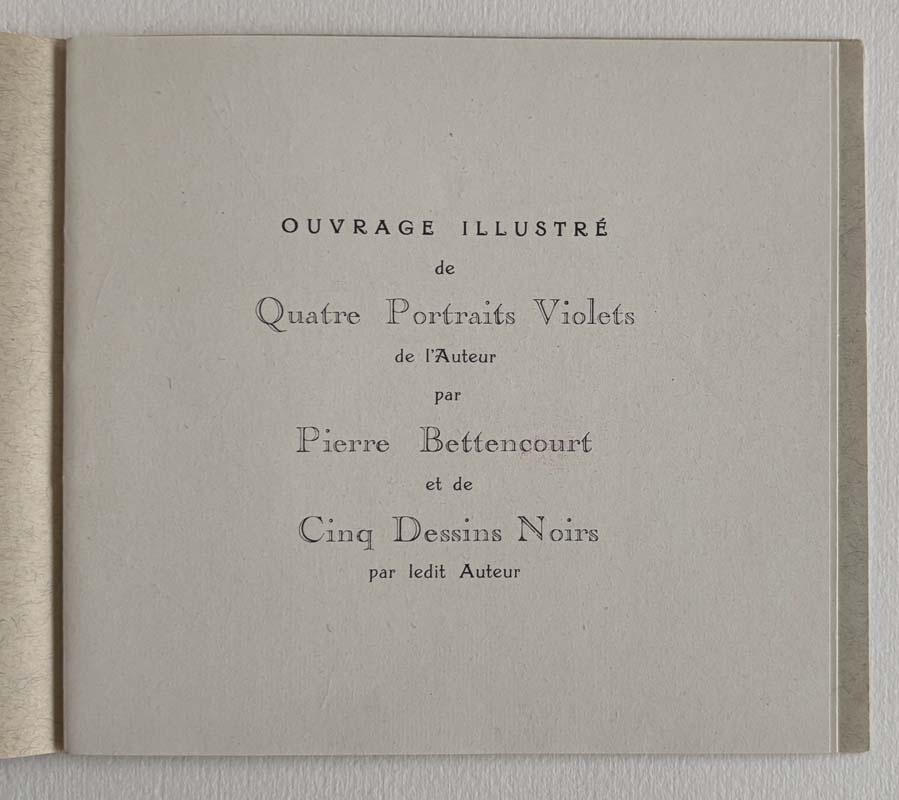 OUVRAGE ILLUSTRÉ
de
Quatre Portraits Violets
de l'Auteur
par
Pierre Bettencourt
et de
Cinq Dessins Noirs
par ledit Auteur